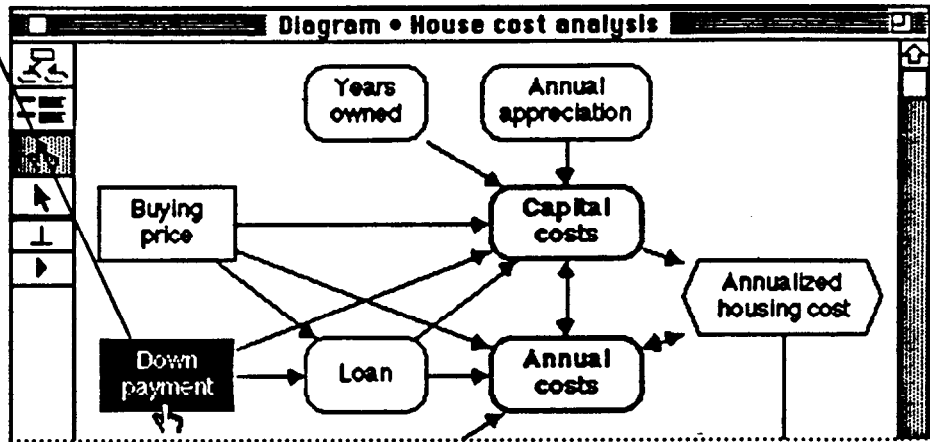 Diagram • House cost analysis
Years
owned
Annual
appreciation
Buying
price
Capital
costs
Annualized
housing cost
Down
payment
Loan
Annual
costs